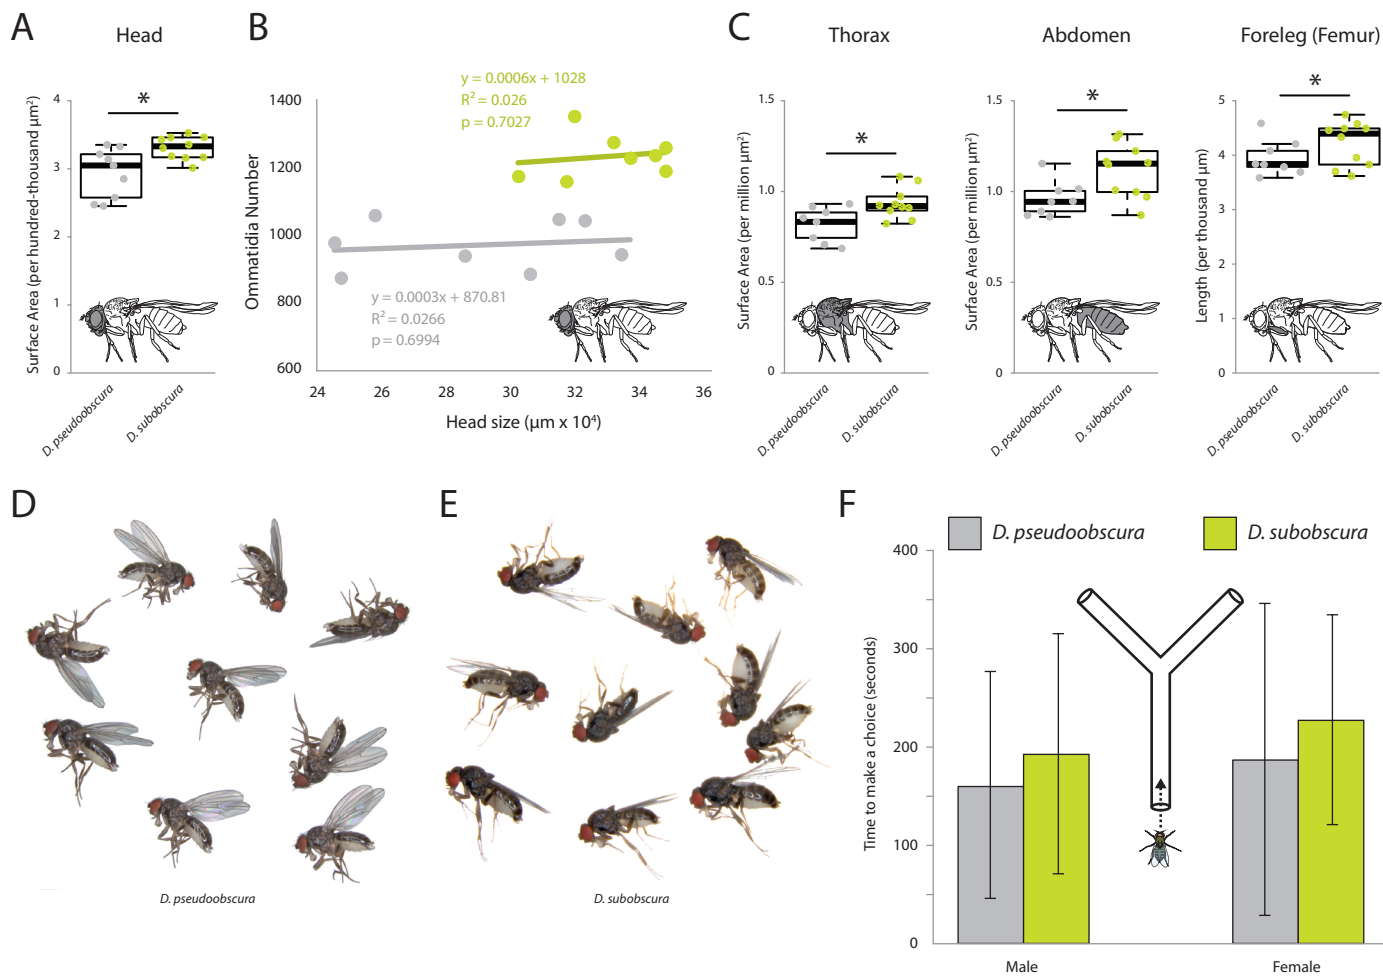 A
Head
*
Surface Area (per hundred-thousand µm²)
4
3
2
1
0
D. pseudoobscura
D. subobscura
B
y = 0.0006x + 1028
R² = 0.026
p = 0.7027
Ommatidia Number
1400
1200
1000
800
600
y = 0.0003x + 870.81
R² = 0.0266
p = 0.6994
24
26
28
30
32
34
36
Head size (µm x 10⁴)
C
Thorax
*
Surface Area (per million µm²)
1.5
1.0
0.5
0
D. pseudoobscura
D. subobscura
Abdomen
*
Surface Area (per million µm²)
1.5
1.0
0.5
0
D. pseudoobscura
D. subobscura
Foreleg (Femur)
*
Length (per thousand µm)
5
4
3
2
1
0
D. pseudoobscura
D. subobscura
D
D. pseudoobscura
E
D. subobscura
F
D. pseudoobscura
D. subobscura
Time to make a choice (seconds)
400
300
200
100
0
Male
Female